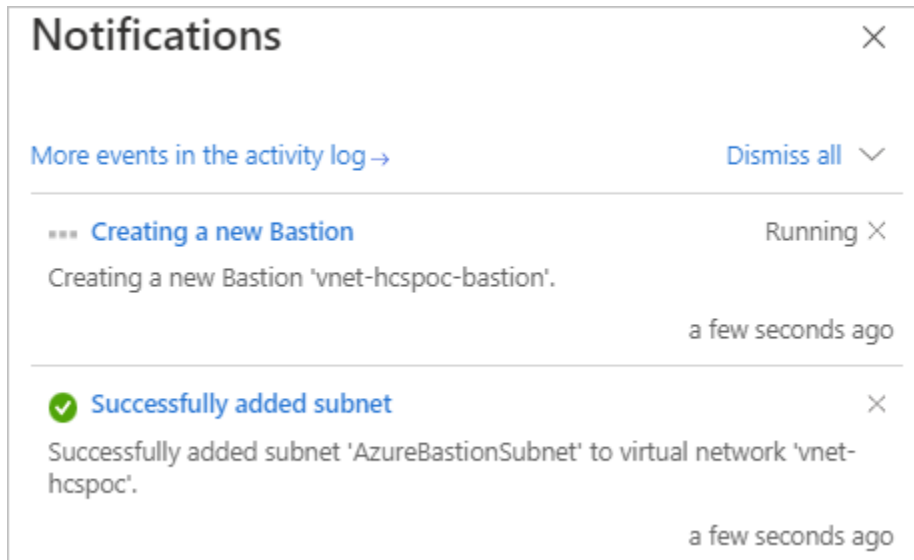 Notifications
More events in the activity log →
Dismiss all
Creating a new Bastion
Running
Creating a new Bastion 'vnet-hcspoc-bastion'.
a few seconds ago
Successfully added subnet
Successfully added subnet 'AzureBastionSubnet' to virtual network 'vnet-
hcspoc'.
a few seconds ago